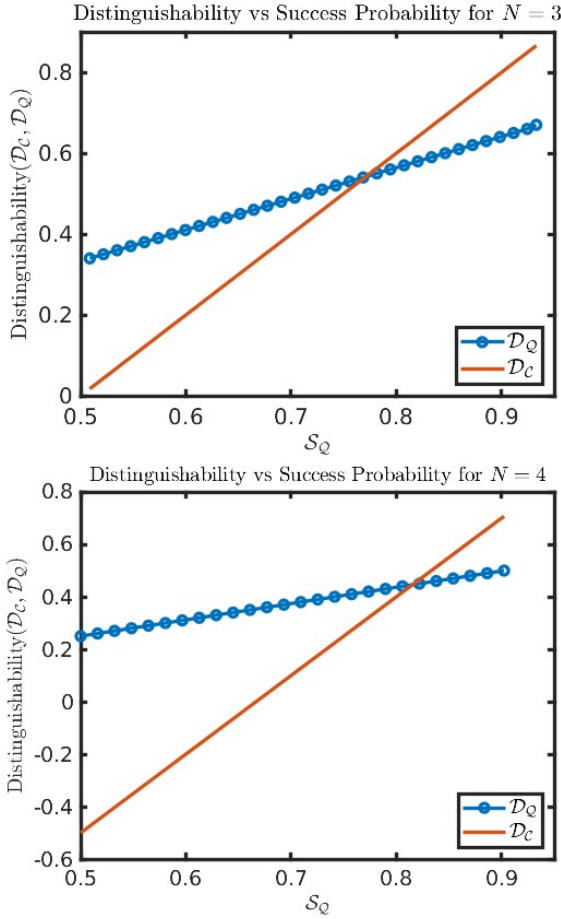 Distinguishability vs Success Probability for N = 3
Distinguishability(𝒟_𝒞, 𝒟_𝒬)
0.8
0.6
0.4
0.2
0
0.5 0.6 0.7 0.8 0.9
𝒮_𝒬
𝒟_𝒬
𝒟_𝒞
Distinguishability vs Success Probability for N = 4
Distinguishability(𝒟_𝒞, 𝒟_𝒬)
0.8
0.6
0.4
0.2
0
-0.2
-0.4
-0.6
0.5 0.6 0.7 0.8 0.9
𝒮_𝒬
𝒟_𝒬
𝒟_𝒞